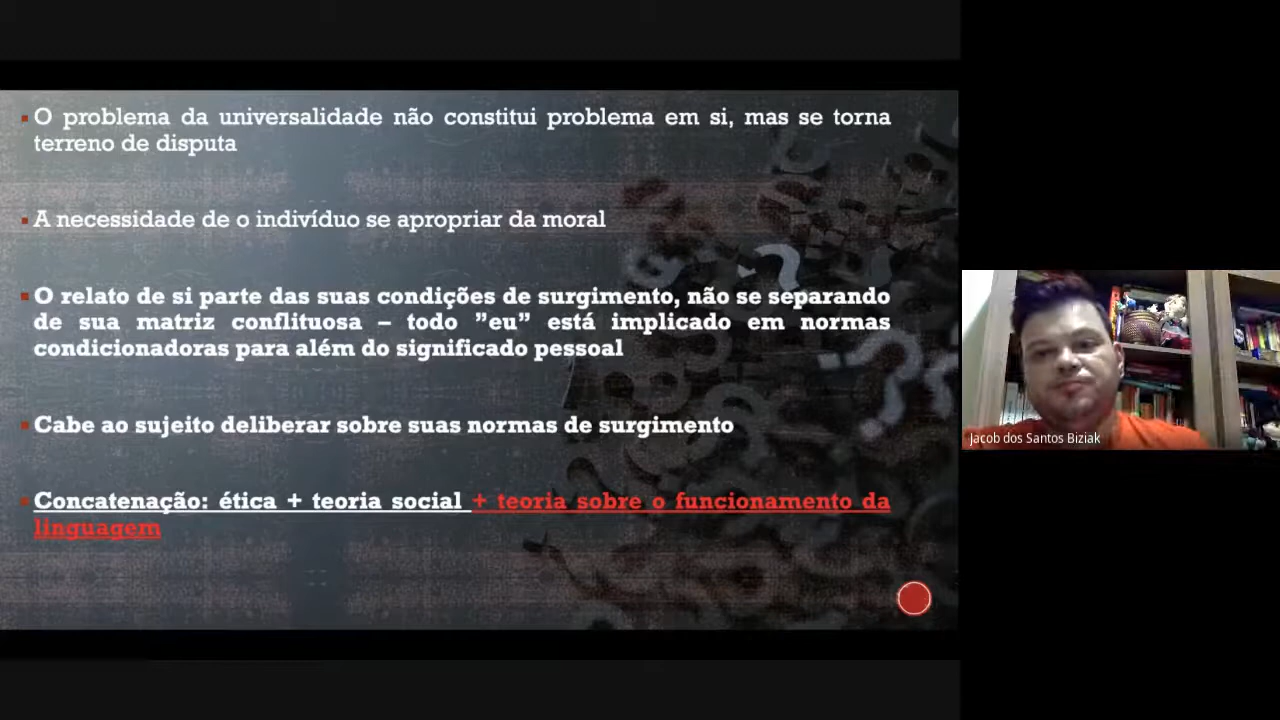 O problema da universalidade não constitui problema em si, mas se torna
terreno de disputa
A necessidade de o indivíduo se apropriar da moral
O relato de si parte das suas condições de surgimento, não se separando
de sua matriz conflituosa – todo ”eu” está implicado em normas
condicionadoras para além do significado pessoal
Cabe ao sujeito deliberar sobre suas normas de surgimento
Concatenação: ética + teoria social + teoria sobre o funcionamento da
linguagem
Jacob dos Santos Biziak